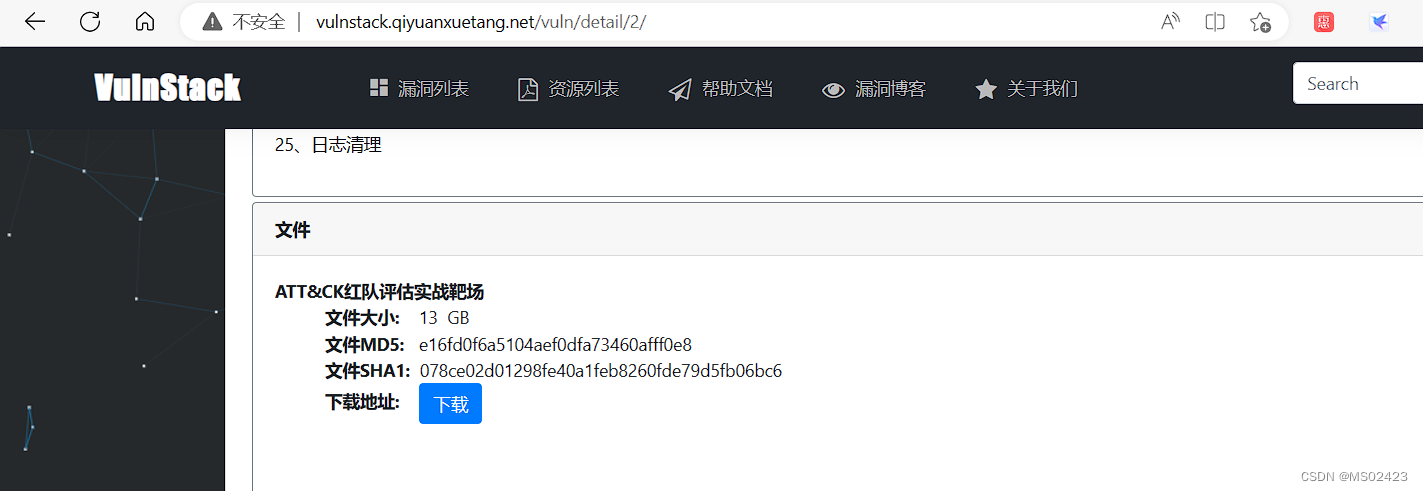 不安全 | vulnstack.qiyuanxuetang.net/vuln/detail/2/
VulnStack 漏洞列表 资源列表 帮助文档 漏洞博客 关于我们 Search
25、日志清理
文件
ATT&CK红队评估实战靶场
文件大小: 13 GB
文件MD5: e16fd0f6a5104aef0dfa73460afff0e8
文件SHA1: 078ce02d01298fe40a1feb8260fde79d5fb06bc6
下载地址: 下载
CSDN @MS02423